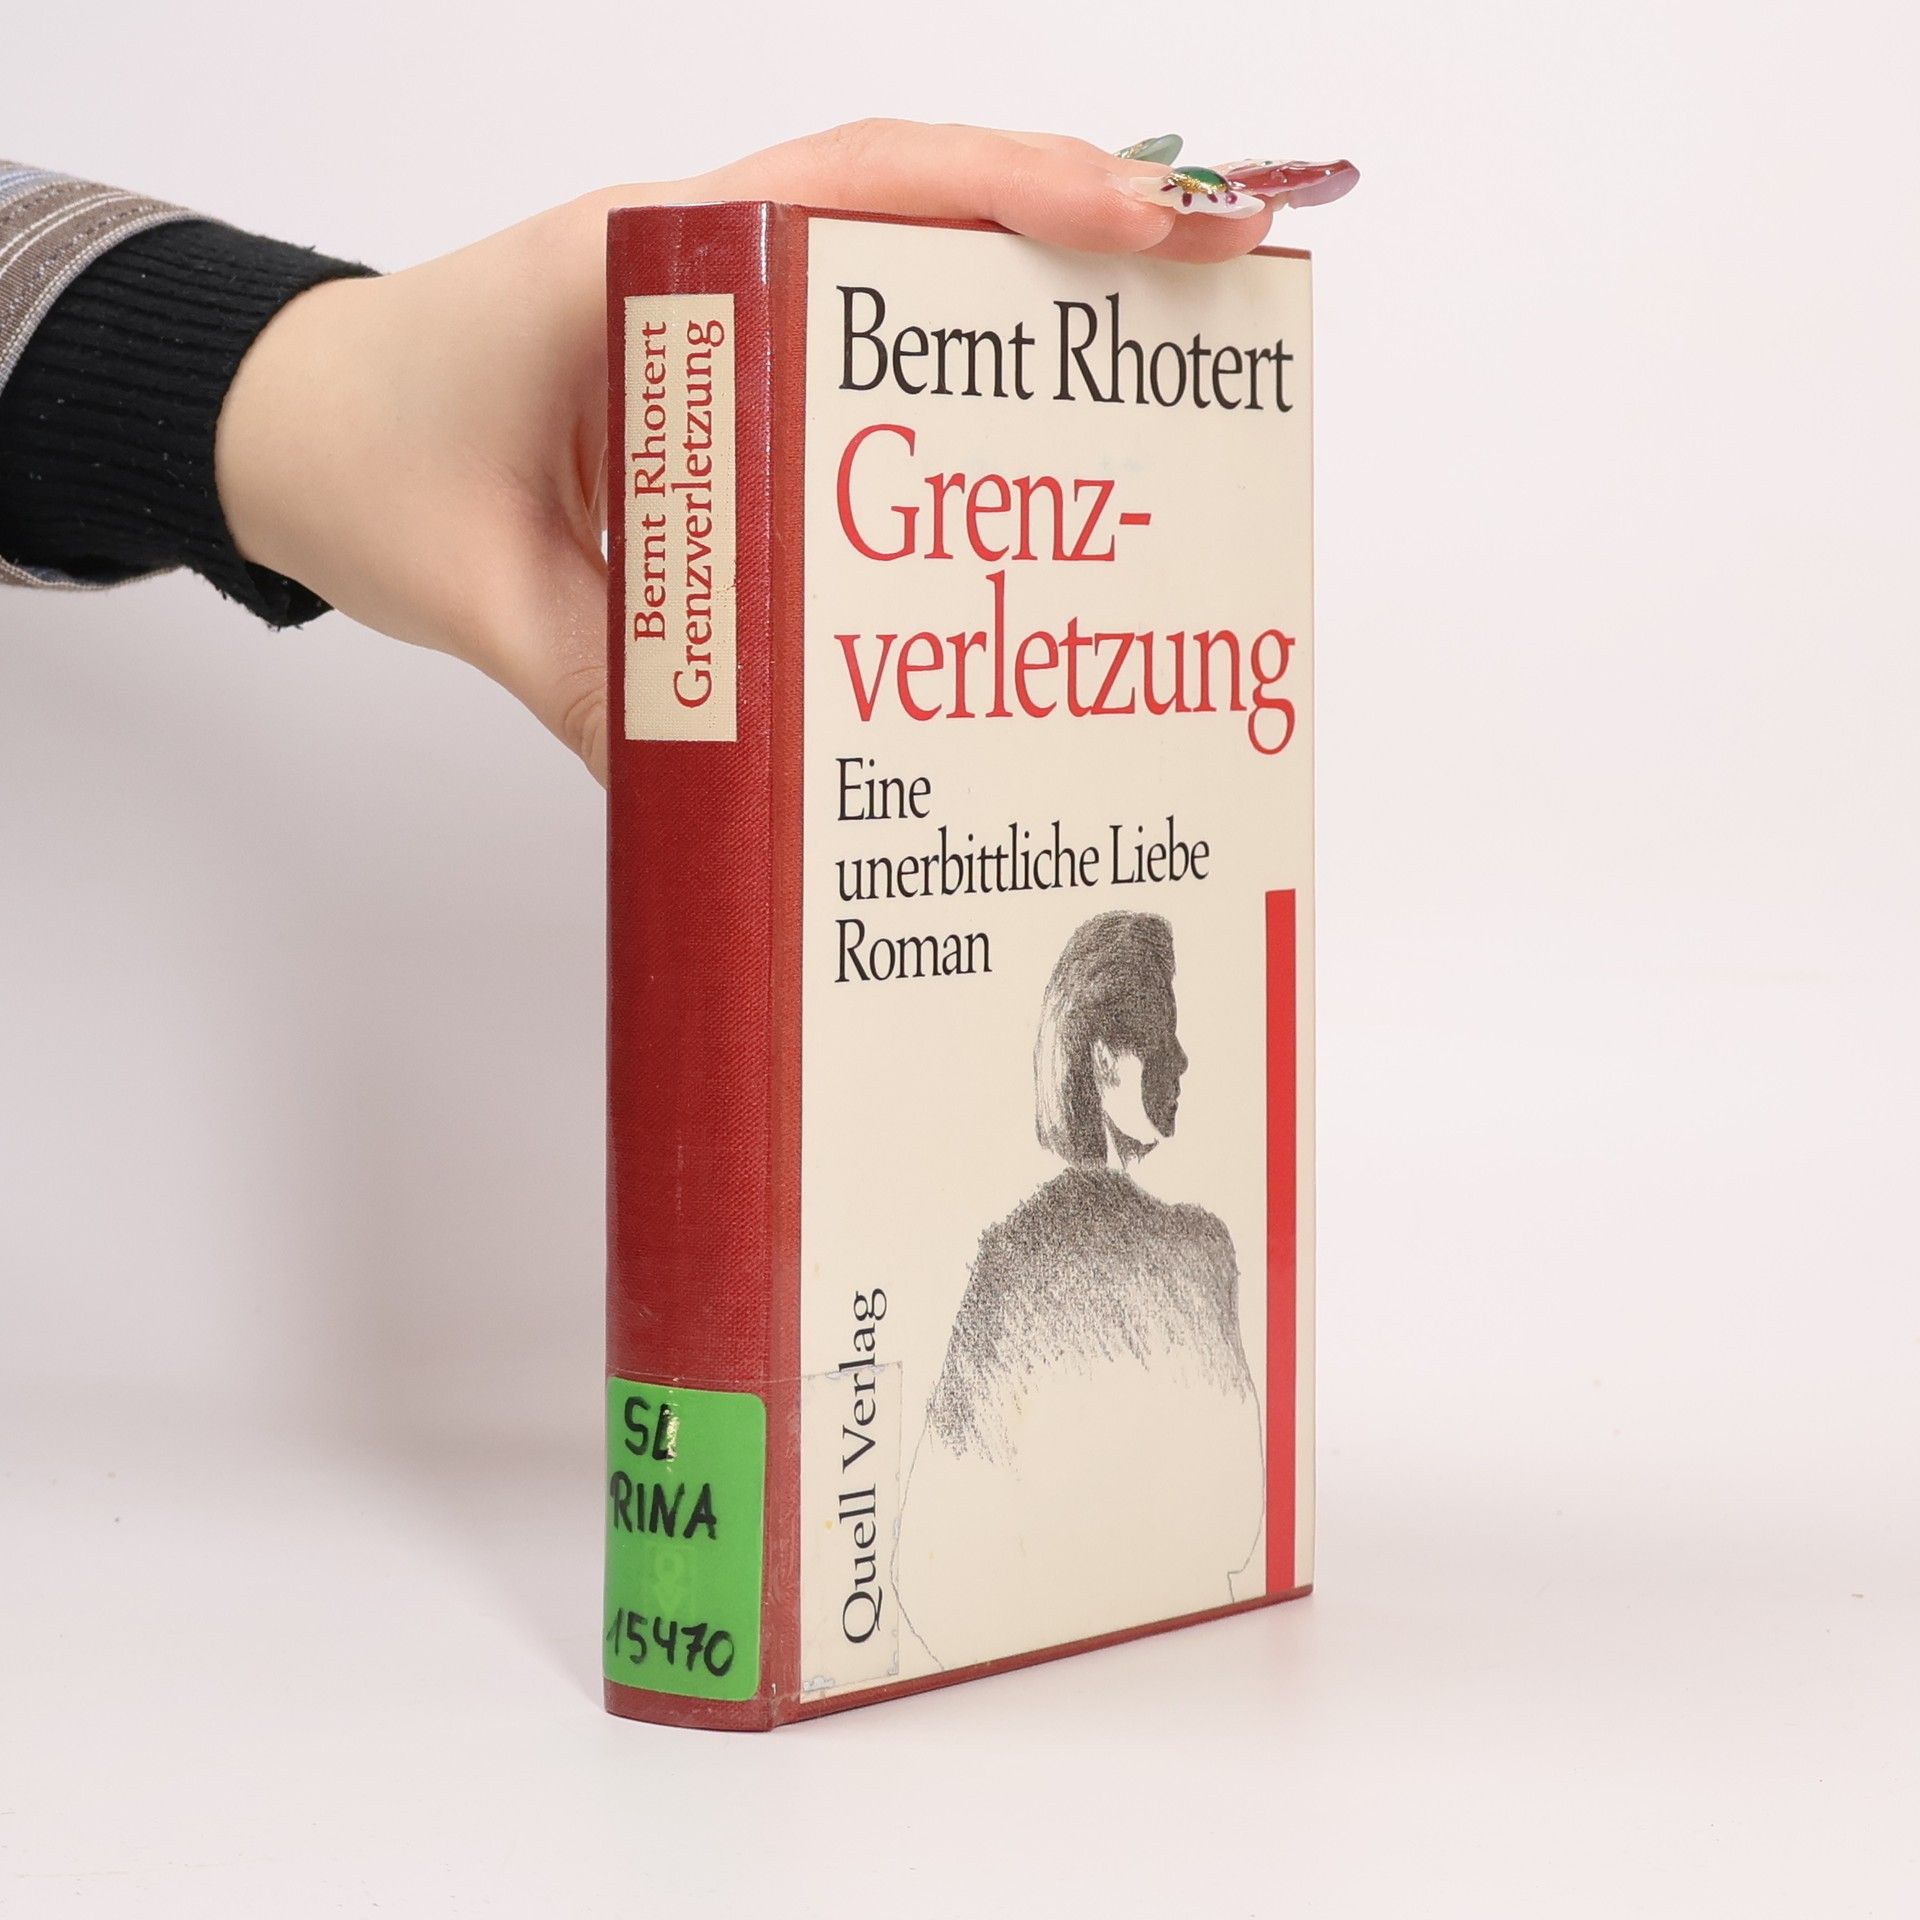 Bernt Rhotert
Grenzverletzung
SL
RINA
15470
Bernt Rhotert
Grenz-
verletzung
Eine
unerbittliche Liebe
Roman
Quell Verlag